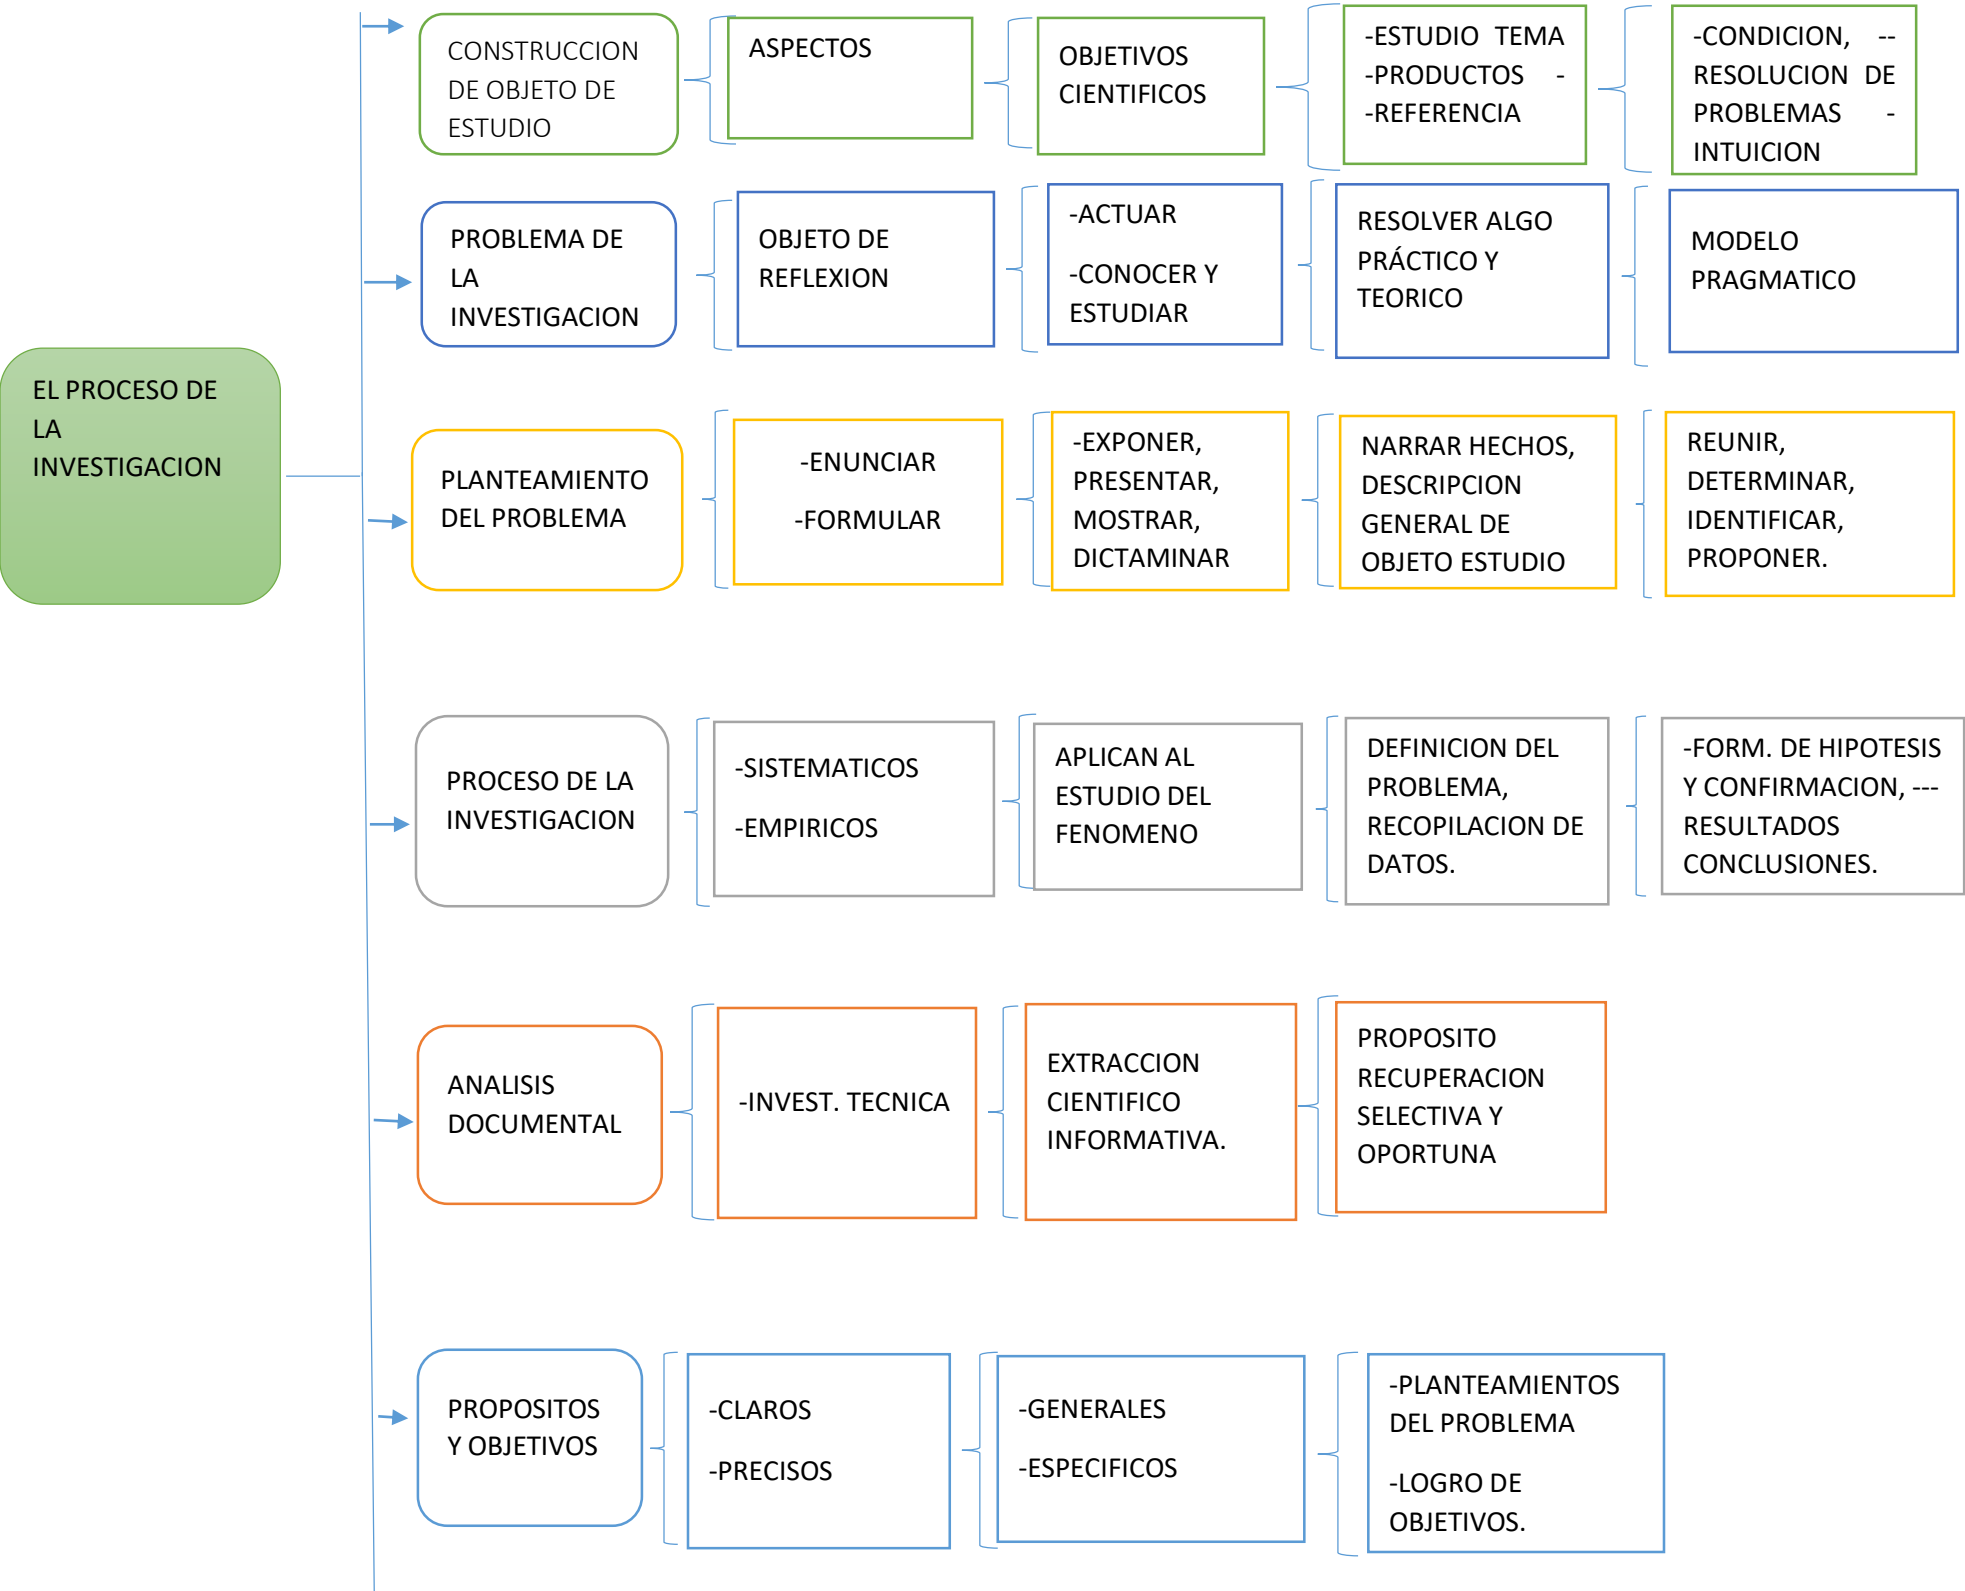 EL PROCESO DE
LA
INVESTIGACION
CONSTRUCCION
DE OBJETO DE
ESTUDIO
ASPECTOS
OBJETIVOS
CIENTIFICOS
-ESTUDIO TEMA
-PRODUCTOS -
-REFERENCIA
-CONDICION, --
RESOLUCION DE
PROBLEMAS -
INTUICION
PROBLEMA DE
LA
INVESTIGACION
OBJETO DE
REFLEXION
-ACTUAR
-CONOCER Y
ESTUDIAR
RESOLVER ALGO
PRÁCTICO Y
TEORICO
MODELO
PRAGMATICO
PLANTEAMIENTO
DEL PROBLEMA
-ENUNCIAR
-FORMULAR
-EXPONER,
PRESENTAR,
MOSTRAR,
DICTAMINAR
NARRAR HECHOS,
DESCRIPCION
GENERAL DE
OBJETO ESTUDIO
REUNIR,
DETERMINAR,
IDENTIFICAR,
PROPONER.
PROCESO DE LA
INVESTIGACION
-SISTEMATICOS
-EMPIRICOS
APLICAN AL
ESTUDIO DEL
FENOMENO
DEFINICION DEL
PROBLEMA,
RECOPILACION DE
DATOS.
-FORM. DE HIPOTESIS
Y CONFIRMACION, ---
RESULTADOS
CONCLUSIONES.
ANALISIS
DOCUMENTAL
-INVEST. TECNICA
EXTRACCION
CIENTIFICO
INFORMATIVA.
PROPOSITO
RECUPERACION
SELECTIVA Y
OPORTUNA
PROPOSITOS
Y OBJETIVOS
-CLAROS
-PRECISOS
-GENERALES
-ESPECIFICOS
-PLANTEAMIENTOS
DEL PROBLEMA
-LOGRO DE
OBJETIVOS.